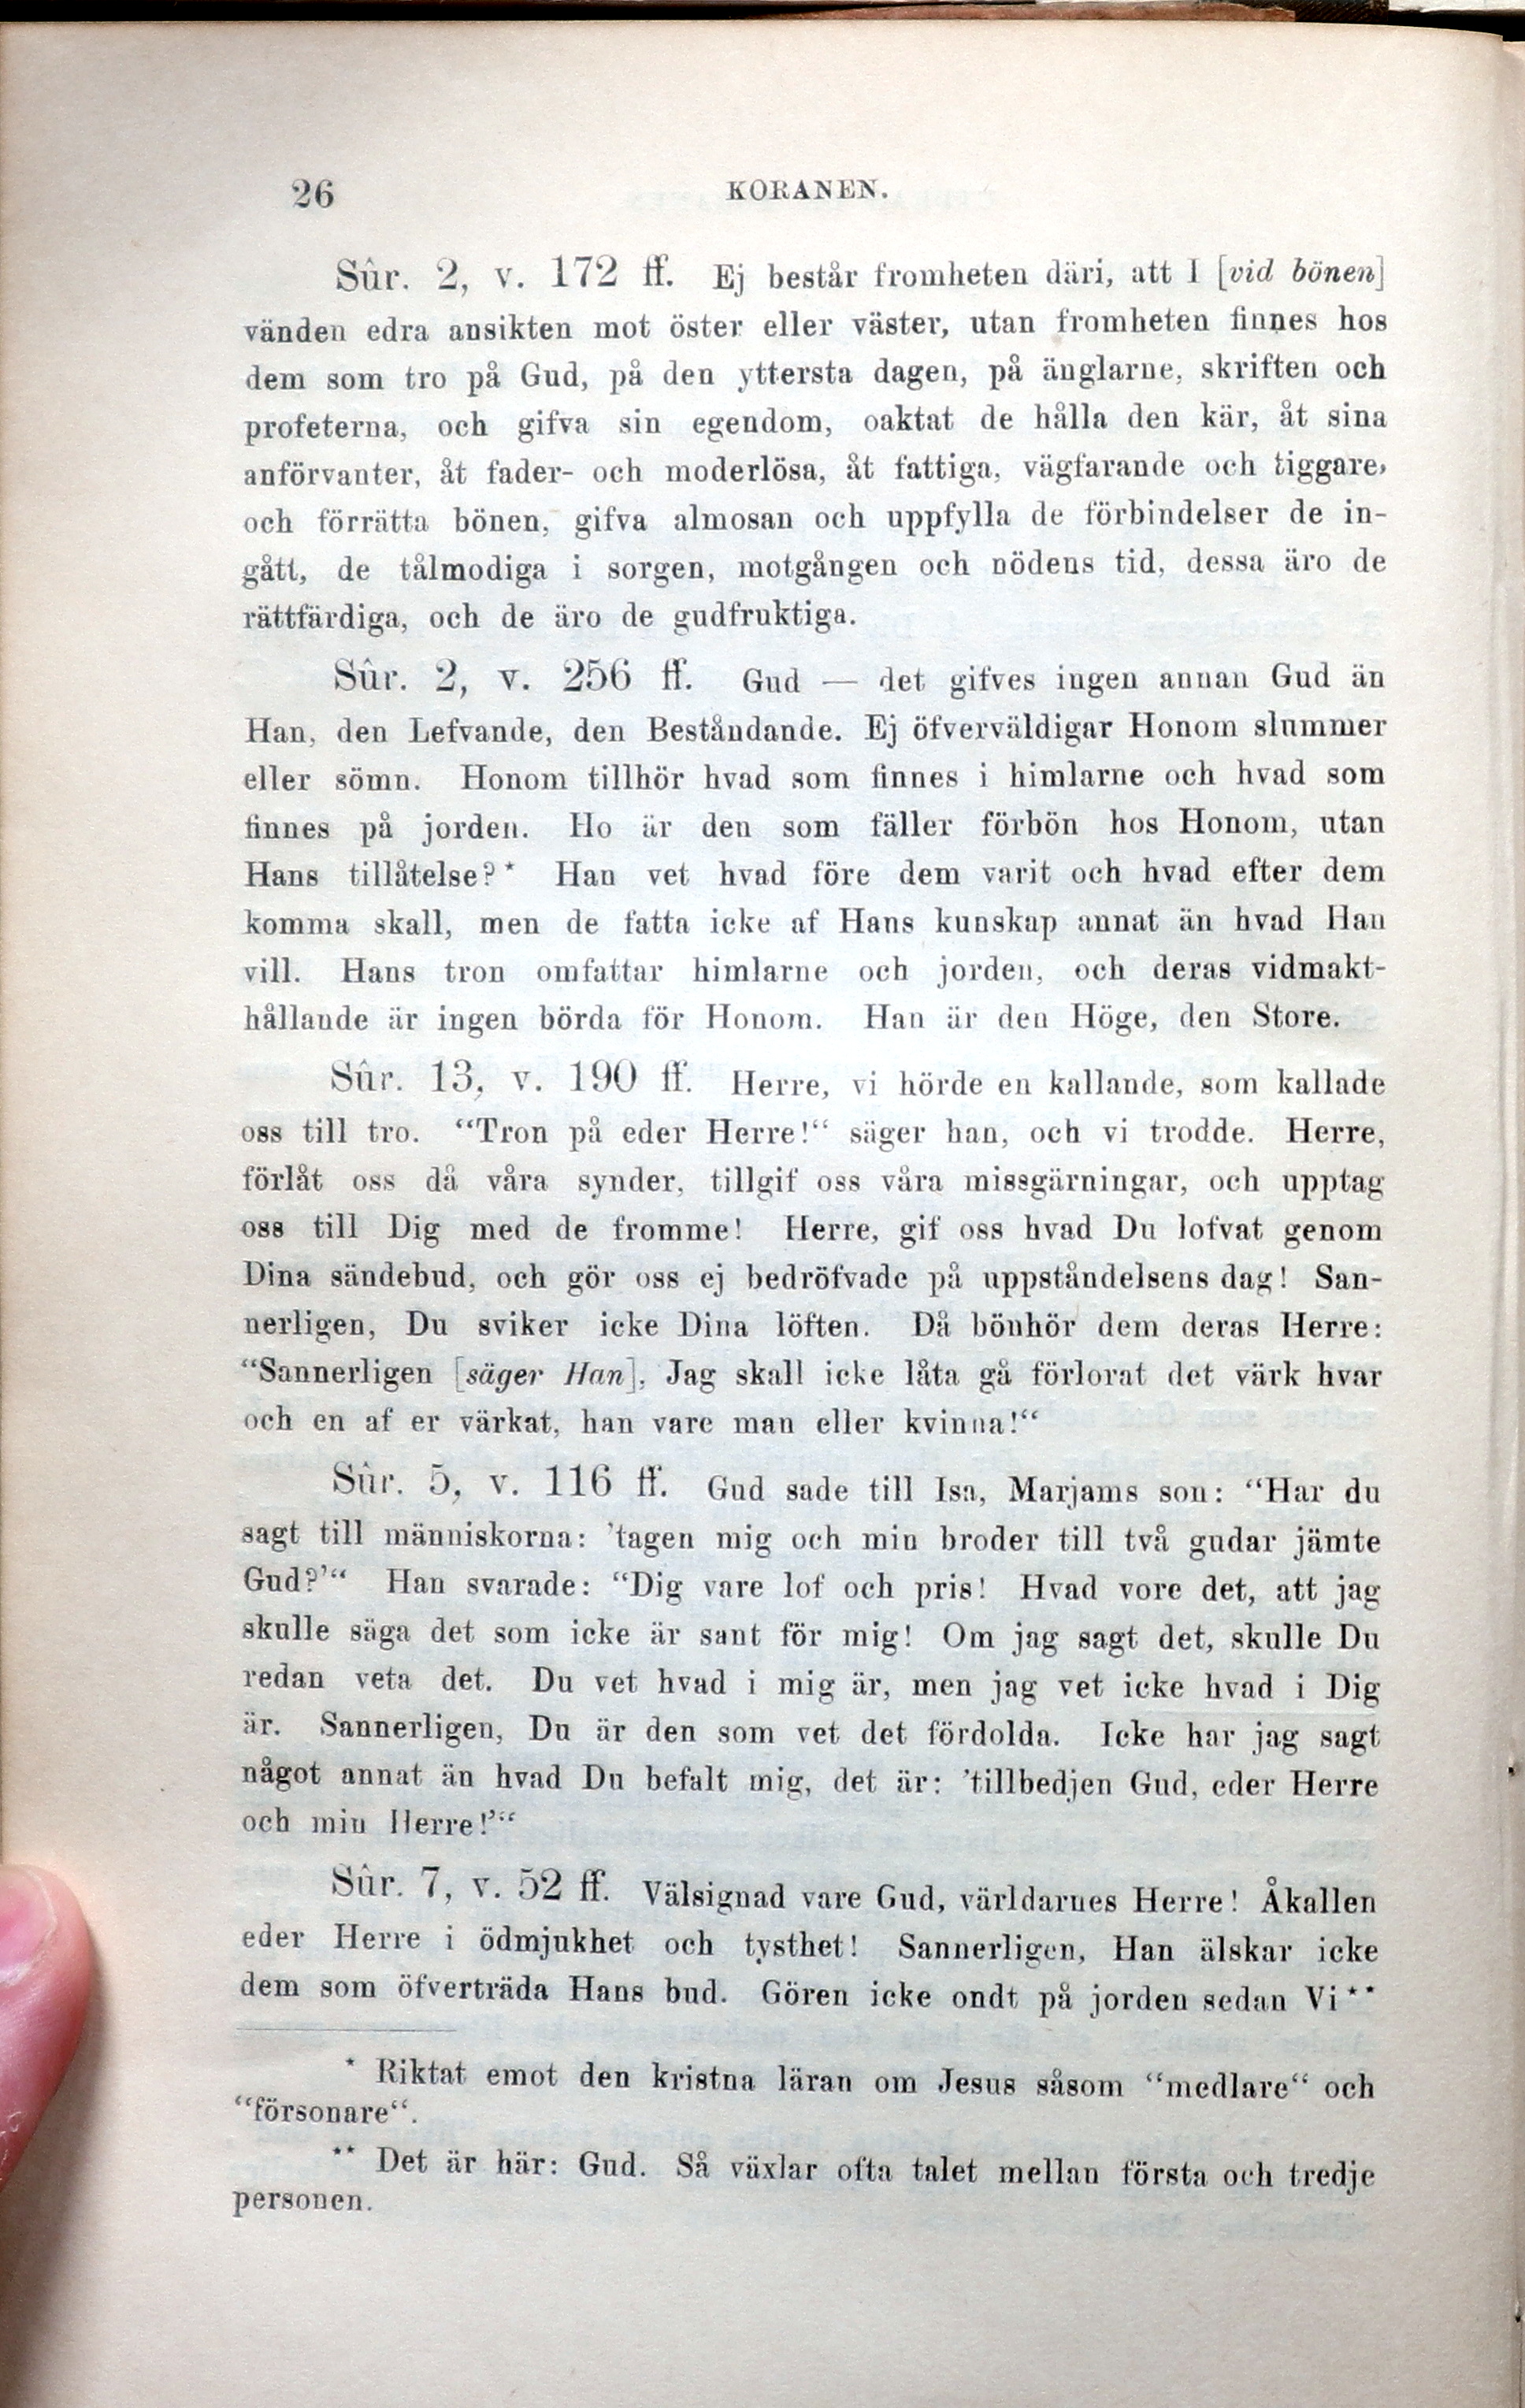 26 KORANEN.
Sûr. 2, v. 172 ff. Ej består fromheten däri, att I [vid bönen]
vänden edra ansikten mot öster eller väster, utan fromheten finnes hos
dem som tro på Gud, på den yttersta dagen, på änglarne, skriften och
profeterna, och gifva sin egendom, oaktat de hålla den kär, åt sina
anförvanter, åt fader- och moderlösa, åt fattiga, vägfarande och tiggare,
och förrätta bönen, gifva almosan och uppfylla de förbindelser de in-
gått, de tålmodiga i sorgen, motgången och nödens tid, dessa äro de
rättfärdiga, och de äro de gudfruktiga.
Sûr. 2, v. 256 ff. Gud — det gifves ingen annan Gud än
Han, den Lefvande, den Beståndande. Ej öfverväldigar Honom slummer
eller sömn. Honom tillhör hvad som finnes i himlarne och hvad som
finnes på jorden. Ho är den som fäller förbön hos Honom, utan
Hans tillåtelse?* Han vet hvad före dem varit och hvad efter dem
komma skall, men de fatta icke af Hans kunskap annat än hvad Han
vill. Hans tron omfattar himlarne och jorden, och deras vidmakt-
hållande är ingen börda för Honom. Han är den Höge, den Store.
Sûr. 13, v. 190 ff. Herre, vi hörde en kallande, som kallade
oss till tro. “Tron på eder Herre!“ säger han, och vi trodde. Herre,
förlåt oss då våra synder, tillgif oss våra missgärningar, och upptag
oss till Dig med de fromme! Herre, gif oss hvad Du lofvat genom
Dina sändebud, och gör oss ej bedröfvade på uppståndelsens dag! San-
nerligen, Du sviker icke Dina löften. Då bönhör dem deras Herre:
“Sannerligen [säger Han], Jag skall icke låta gå förlorat det värk hvar
och en af er värkat, han vare man eller kvinna!“
Sûr. 5, v. 116 ff. Gud sade till Isa, Marjams son: “Har du
sagt till människorna: ’tagen mig och min broder till två gudar jämte
Gud?’“ Han svarade: “Dig vare lof och pris! Hvad vore det, att jag
skulle säga det som icke är sant för mig! Om jag sagt det, skulle Du
redan veta det. Du vet hvad i mig är, men jag vet icke hvad i Dig
är. Sannerligen, Du är den som vet det fördolda. Icke har jag sagt
något annat än hvad Du befalt mig, det är: ’tillbedjen Gud, eder Herre
och min Herre!’“
Sûr. 7, v. 52 ff. Välsignad vare Gud, världarnes Herre! Åkallen
eder Herre i ödmjukhet och tysthet! Sannerligen, Han älskar icke
dem som öfverträda Hans bud. Gören icke ondt på jorden sedan Vi**
* Riktat emot den kristna läran om Jesus såsom “medlare“ och
“försonare“.
** Det är här: Gud. Så växlar ofta talet mellan första och tredje
personen.